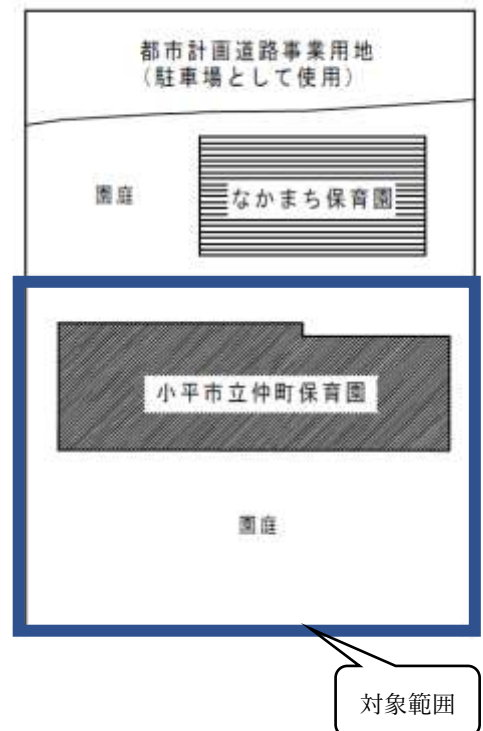 都市計画道路事業用地
（駐車場として使用）
園庭
なかまち保育園
小平市立仲町保育園
園庭
対象範囲